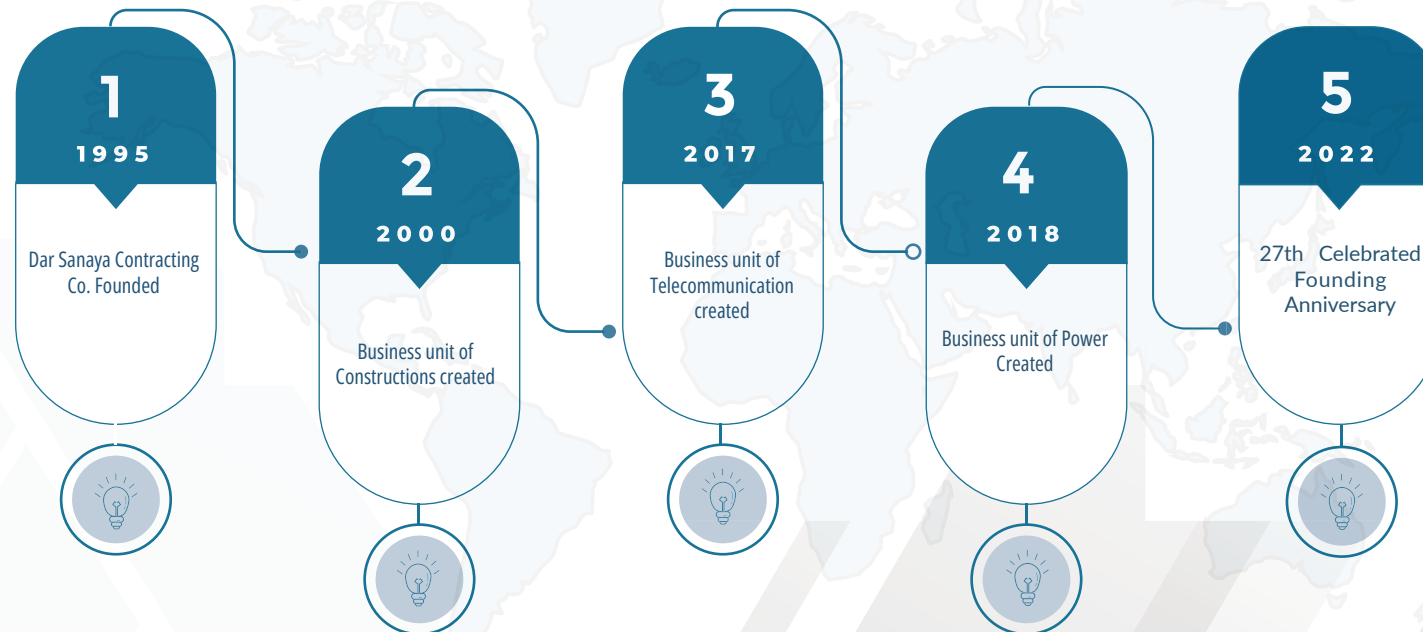 1
1995
Dar Sanaya Contracting
Co. Founded
2
2000
Business unit of
Constructions created
3
2017
Business unit of
Telecommunication
created
4
2018
Business unit of Power
Created
5
2022
27th Celebrated
Founding
Anniversary